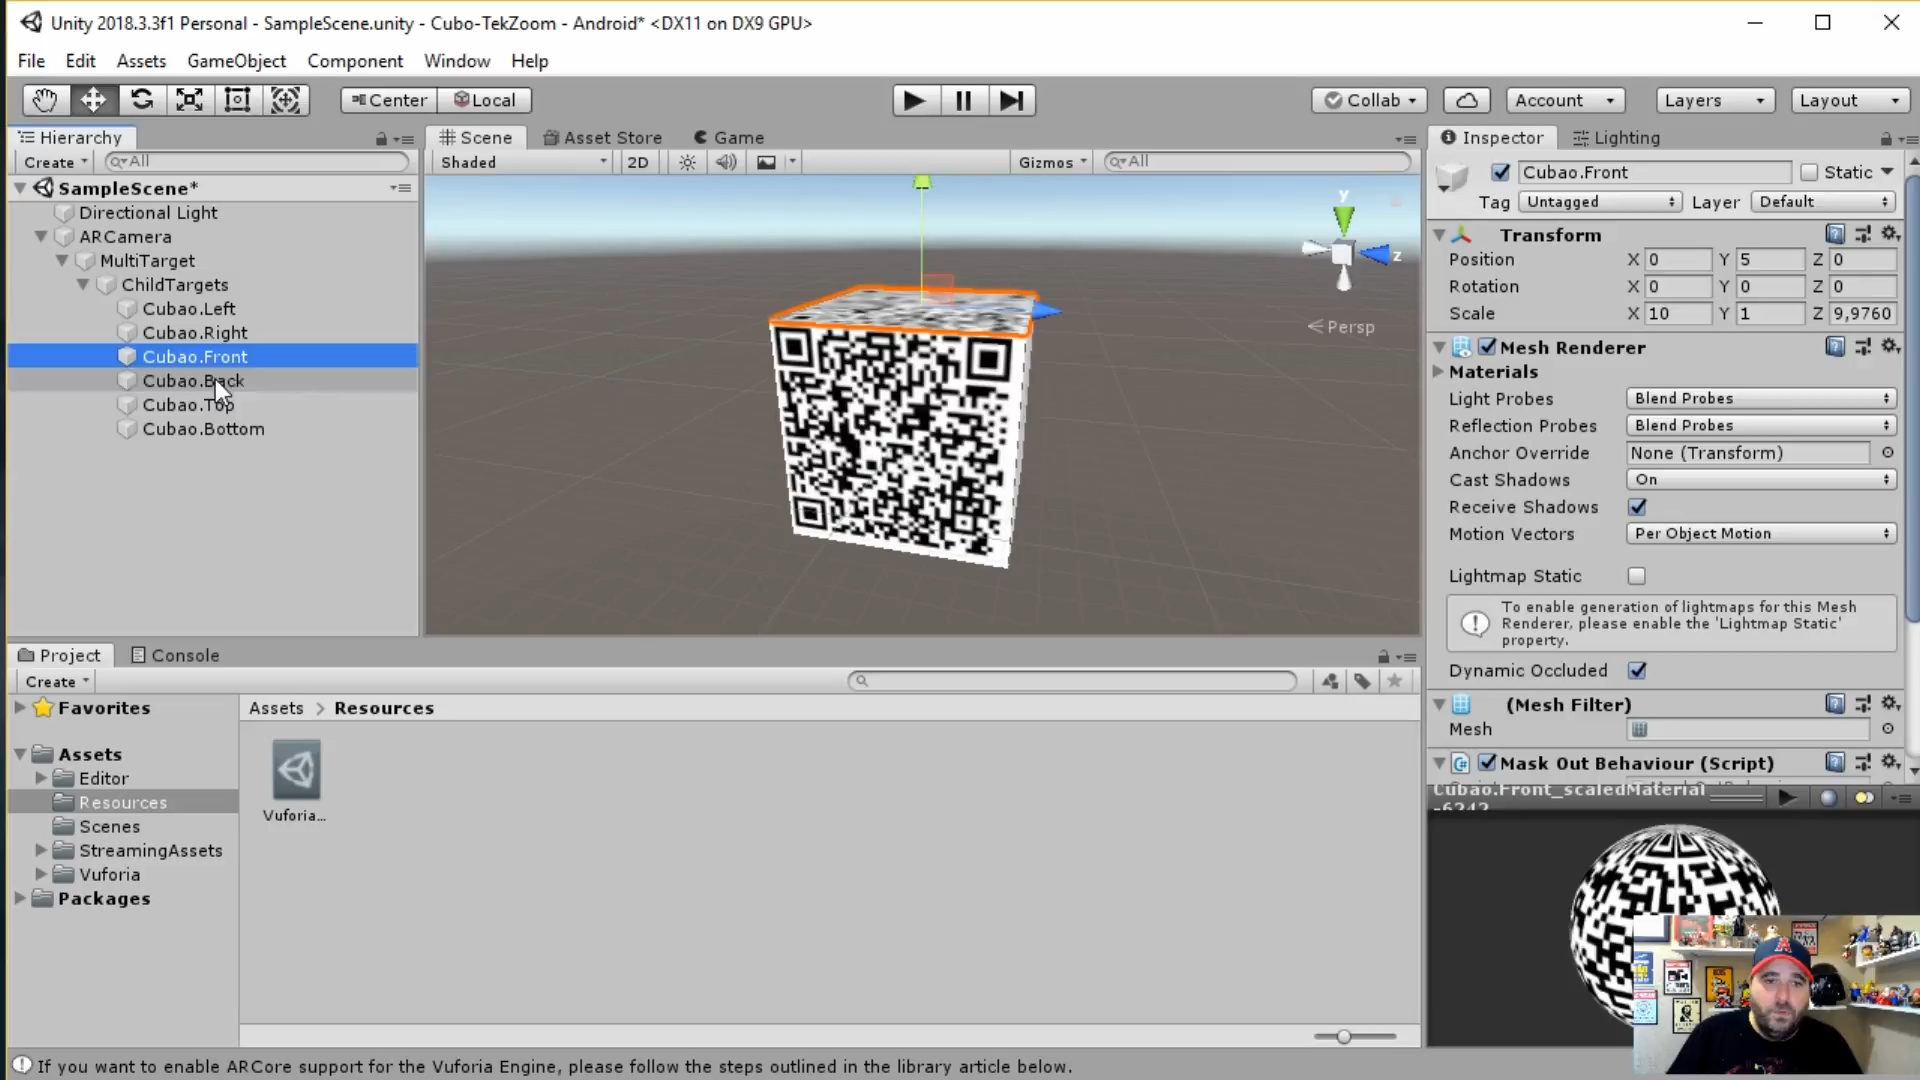 Unity 2018.3.3f1 Personal - SampleScene.unity - Cubo-TekZoom - Android* <DX11 on DX9 GPU>
File Edit Assets GameObject Component Window Help
Center Local Collab Account Layers Layout
Hierarchy
Create All
SampleScene*
Directional Light
ARCamera
MultiTarget
ChildTargets
Cubao.Left
Cubao.Right
Cubao.Front
Cubao.Back
Cubao.Top
Cubao.Bottom
Scene Asset Store Game
Shaded 2D Gizmos All
y
z
Persp
Inspector Lighting
Cubao.Front Static
Tag Untagged Layer Default
Transform
Position X 0 Y 5 Z 0
Rotation X 0 Y 0 Z 0
Scale X 10 Y 1 Z 9,9760
Mesh Renderer
Materials
Light Probes Blend Probes
Reflection Probes Blend Probes
Anchor Override None (Transform)
Cast Shadows On
Receive Shadows
Motion Vectors Per Object Motion
Lightmap Static
To enable generation of lightmaps for this Mesh
Renderer, please enable the 'Lightmap Static'
property.
Dynamic Occluded
(Mesh Filter)
Mesh
Mask Out Behaviour (Script)
Cubao.Front_scaledMaterial
Project Console
Create
Favorites
Assets
Editor
Resources
Scenes
StreamingAssets
Vuforia
Packages
Assets > Resources
Vuforia...
If you want to enable ARCore support for the Vuforia Engine, please follow the steps outlined in the library article below.